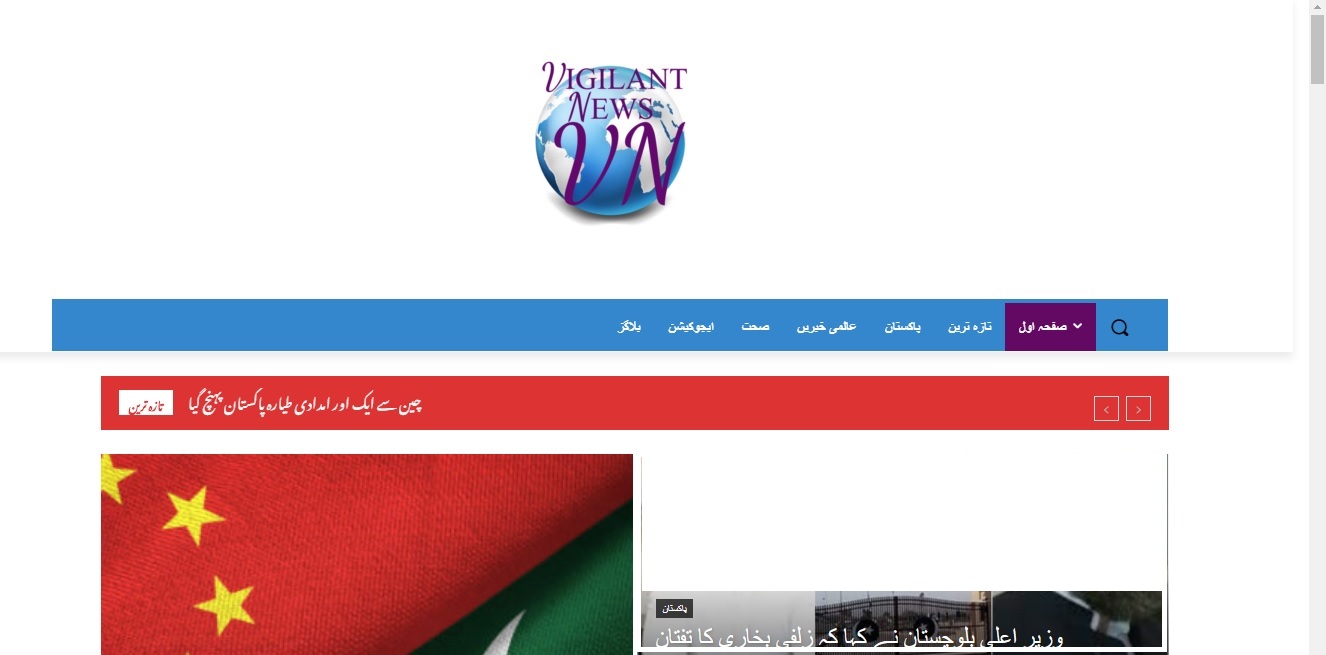 VIGILANT
NEWS
VN
صفحہ اول
تازہ ترین
پاکستان
عالمی خبریں
صحت
ایجوکیشن
بلاگز
تازہ ترین
چین سے ایک اور امدادی طیارہ پاکستان پہنچ گیا
پاکستان
وزیر اعلی بلوچستان نے کہا کہ زلفی بخاری کا تفتان